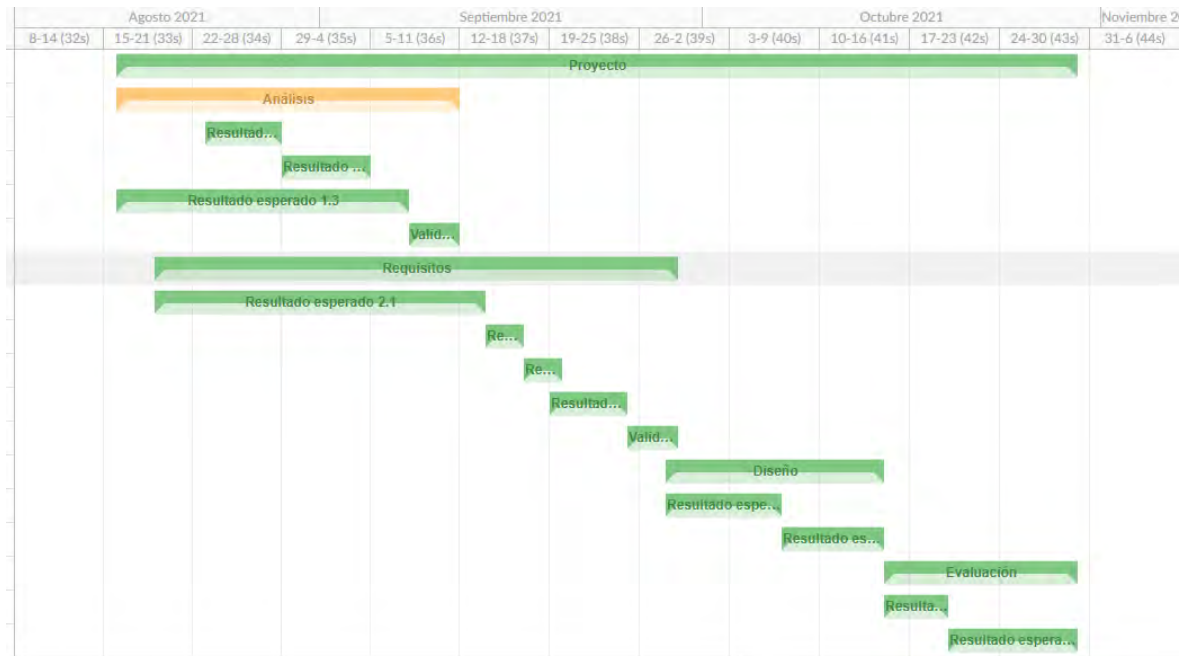 Agosto 2021 Septiembre 2021 Octubre 2021 Noviembre 20
8-14 (32s) 15-21 (33s) 22-28 (34s) 29-4 (35s) 5-11 (36s) 12-18 (37s) 19-25 (38s) 26-2 (39s) 3-9 (40s) 10-16 (41s) 17-23 (42s) 24-30 (43s) 31-6 (44s)
Proyecto
Análisis
Resultad...
Resultado ...
Resultado esperado 1.3
Valid...
Requisitos
Resultado esperado 2.1
Re...
Re...
Resultad...
Valid...
Diseño
Resultado espe...
Resultado es...
Evaluación
Resulta...
Resultado espera...